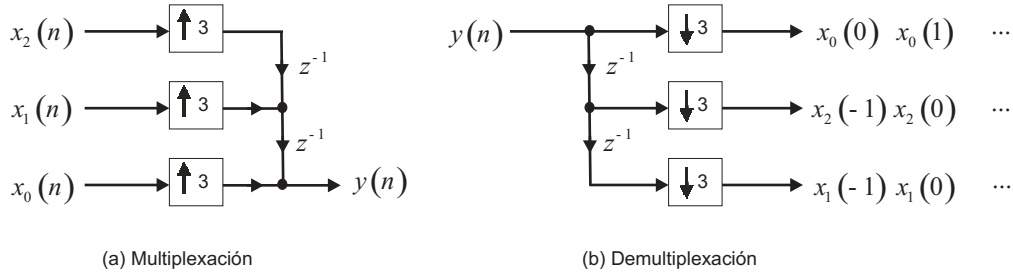 x₂(n) ↑ 3
z⁻¹
x₁(n) ↑ 3
z⁻¹
x₀(n) ↑ 3 y(n)
(a) Multiplexación
y(n) ↓ 3 x₀(0) x₀(1) ...
z⁻¹
↓ 3 x₂(-1) x₂(0) ...
z⁻¹
↓ 3 x₁(-1) x₁(0) ...
(b) Demultiplexación